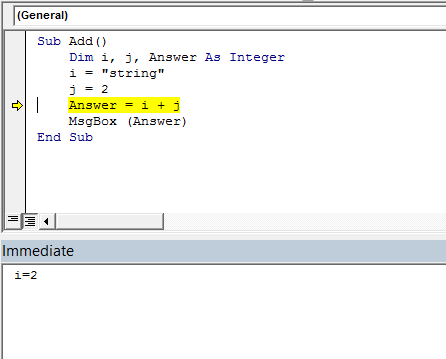 (General)
Sub Add()
Dim i, j, Answer As Integer
i = "string"
j = 2
Answer = i + j
MsgBox (Answer)
End Sub
Immediate
i=2